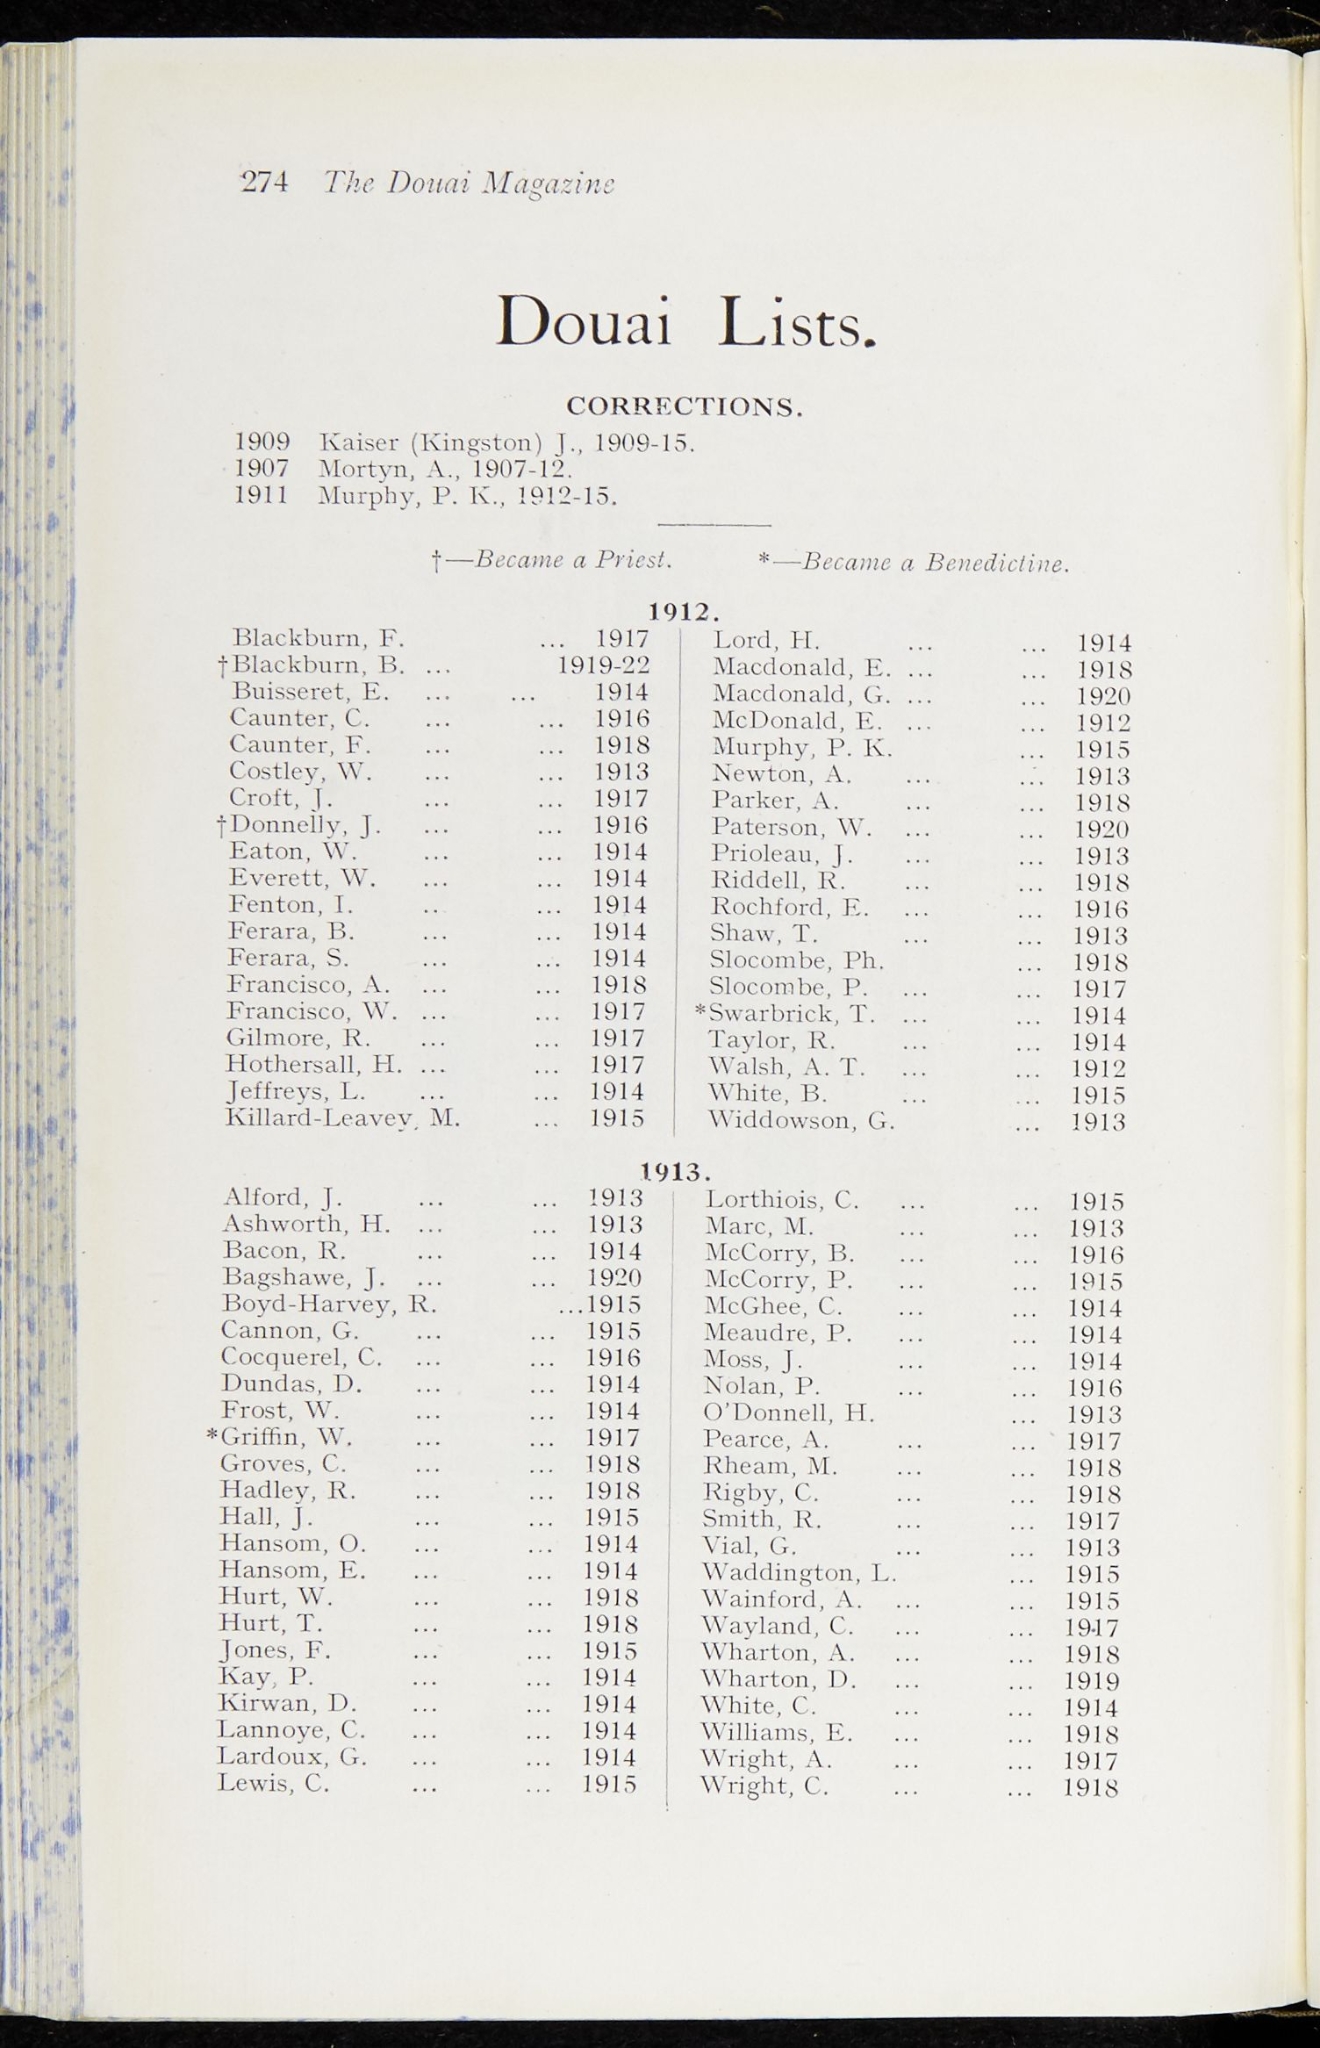 274 The Douai Magazine
Douai Lists.
CORRECTIONS.
1909 Kaiser (Kingston) J., 1909-15.
1907 Mortyn, A., 1907-12.
1911 Murphy, P. K., 1912-15.
†—Became a Priest. *—Became a Benedictine.
1912.
Blackburn, F. ... 1917
†Blackburn, B. ... 1919-22
Buisseret, E. ... ... 1914
Caunter, C. ... ... 1916
Caunter, F. ... ... 1918
Costley, W. ... ... 1913
Croft, J. ... ... 1917
†Donnelly, J. ... ... 1916
Eaton, W. ... ... 1914
Everett, W. ... ... 1914
Fenton, I. .. ... 1914
Ferara, B. ... ... 1914
Ferara, S. ... ... 1914
Francisco, A. ... ... 1918
Francisco, W. ... ... 1917
Gilmore, R. ... ... 1917
Hothersall, H. ... ... 1917
Jeffreys, L. ... ... 1914
Killard-Leavey, M. ... 1915
Lord, H. ... ... 1914
Macdonald, E. ... ... 1918
Macdonald, G. ... ... 1920
McDonald, E. ... ... 1912
Murphy, P. K. ... 1915
Newton, A. ... ... 1913
Parker, A. ... ... 1918
Paterson, W. ... ... 1920
Prioleau, J. ... ... 1913
Riddell, R. ... ... 1918
Rochford, E. ... ... 1916
Shaw, T. ... ... 1913
Slocombe, Ph. ... 1918
Slocombe, P. ... ... 1917
*Swarbrick, T. ... ... 1914
Taylor, R. ... ... 1914
Walsh, A. T. ... ... 1912
White, B. ... ... 1915
Widdowson, G. ... 1913
1913.
Alford, J. ... ... 1913
Ashworth, H. ... ... 1913
Bacon, R. ... ... 1914
Bagshawe, J. ... ... 1920
Boyd-Harvey, R. ...1915
Cannon, G. ... ... 1915
Cocquerel, C. ... ... 1916
Dundas, D. ... ... 1914
Frost, W. ... ... 1914
*Griffin, W. ... ... 1917
Groves, C. ... ... 1918
Hadley, R. ... ... 1918
Hall, J. ... ... 1915
Hansom, O. ... ... 1914
Hansom, E. ... ... 1914
Hurt, W. ... ... 1918
Hurt, T. ... ... 1918
Jones, F. ... ... 1915
Kay, P. ... ... 1914
Kirwan, D. ... ... 1914
Lannoye, C. ... ... 1914
Lardoux, G. ... ... 1914
Lewis, C. ... ... 1915
Lorthiois, C. ... ... 1915
Marc, M. ... ... 1913
McCorry, B. ... ... 1916
McCorry, P. ... ... 1915
McGhee, C. ... ... 1914
Meaudre, P. ... ... 1914
Moss, J. ... ... 1914
Nolan, P. ... ... 1916
O'Donnell, H. ... 1913
Pearce, A. ... ... 1917
Rheam, M. ... ... 1918
Rigby, C. ... ... 1918
Smith, R. ... ... 1917
Vial, G. ... ... 1913
Waddington, L. ... 1915
Wainford, A. ... ... 1915
Wayland, C. ... ... 1917
Wharton, A. ... ... 1918
Wharton, D. ... ... 1919
White, C. ... ... 1914
Williams, E. ... ... 1918
Wright, A. ... ... 1917
Wright, C. ... ... 1918